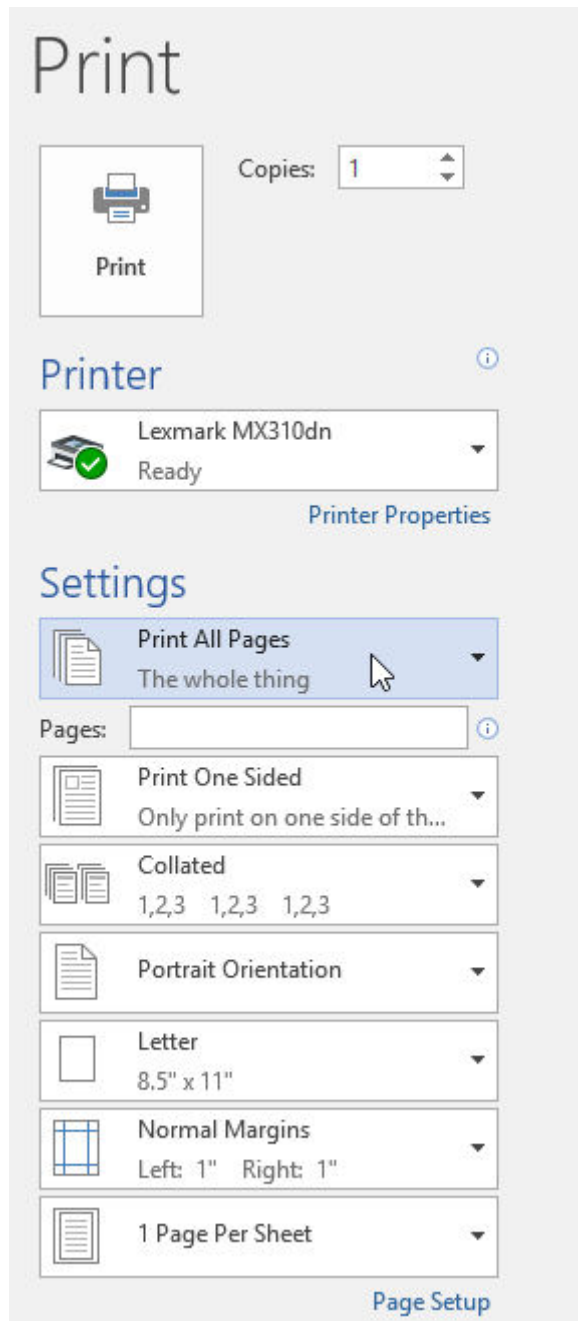 Print
Copies: 1
Print
Printer
Lexmark MX310dn
Ready
Printer Properties
Settings
Print All Pages
The whole thing
Pages:
Print One Sided
Only print on one side of th...
Collated
1,2,3 1,2,3 1,2,3
Portrait Orientation
Letter
8.5" x 11"
Normal Margins
Left: 1" Right: 1"
1 Page Per Sheet
Page Setup